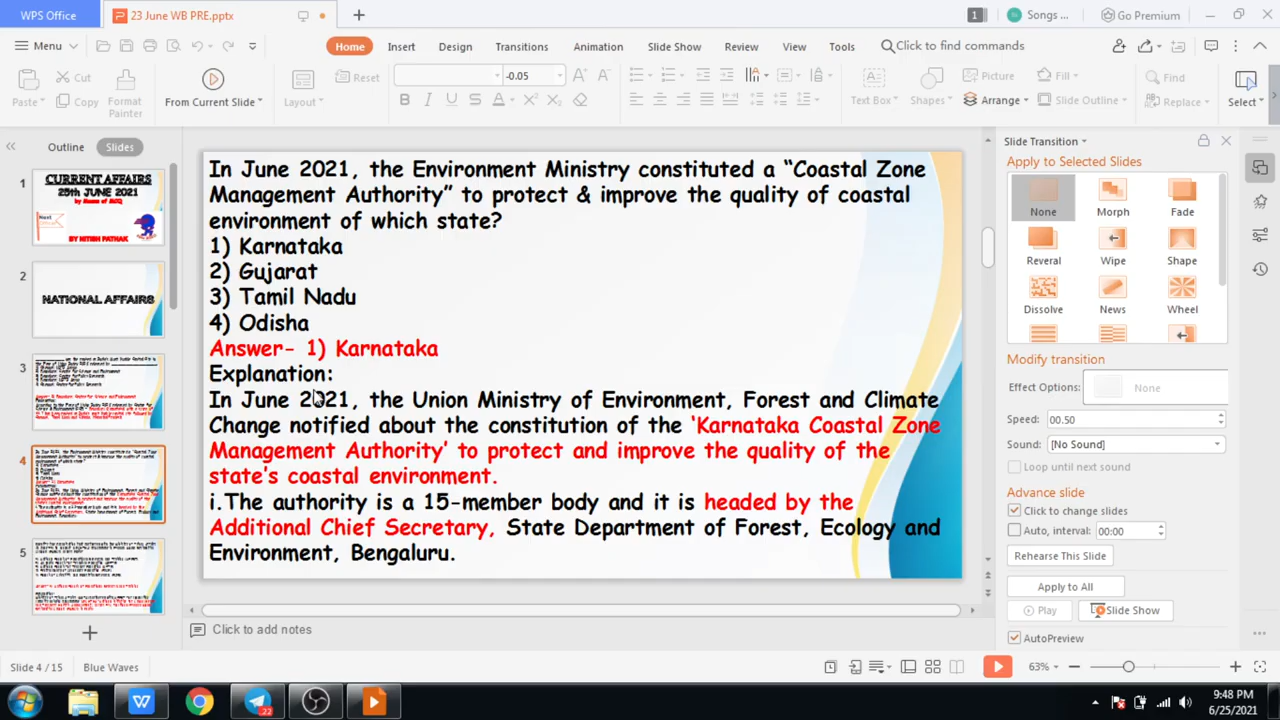 WPS Office
23 June WB PRE.pptx
1
Songs ...
Go Premium
Menu
Home
Insert
Design
Transitions
Animation
Slide Show
Review
View
Tools
Click to find commands
Paste
Cut
Copy
Format
Painter
From Current Slide
Layout
Reset
-0.05
B I U S A X² X₂
Text Box
Shapes
Picture
Arrange
Fill
Slide Outline
Find
Replace
Select
Outline
Slides
1
CURRENT AFFAIRS
25th JUNE 2021
BY NITISH PATHAK
2
NATIONAL AFFAIRS
3
4
5
In June 2021, the Environment Ministry constituted a “Coastal Zone
Management Authority” to protect & improve the quality of coastal
environment of which state?
1) Karnataka
2) Gujarat
3) Tamil Nadu
4) Odisha
Answer- 1) Karnataka
Explanation:
In June 2021, the Union Ministry of Environment, Forest and Climate
Change notified about the constitution of the ‘Karnataka Coastal Zone
Management Authority’ to protect and improve the quality of the
state’s coastal environment.
i.The authority is a 15-member body and it is headed by the
Additional Chief Secretary, State Department of Forest, Ecology and
Environment, Bengaluru.
Slide Transition
Apply to Selected Slides
None
Morph
Fade
Reveral
Wipe
Shape
Dissolve
News
Wheel
Modify transition
Effect Options:
None
Speed:
00.50
Sound:
[No Sound]
Loop until next sound
Advance slide
Click to change slides
Auto, interval:
00:00
Rehearse This Slide
Apply to All
Play
Slide Show
AutoPreview
Click to add notes
Slide 4 / 15
Blue Waves
63%
22
9:48 PM
6/25/2021